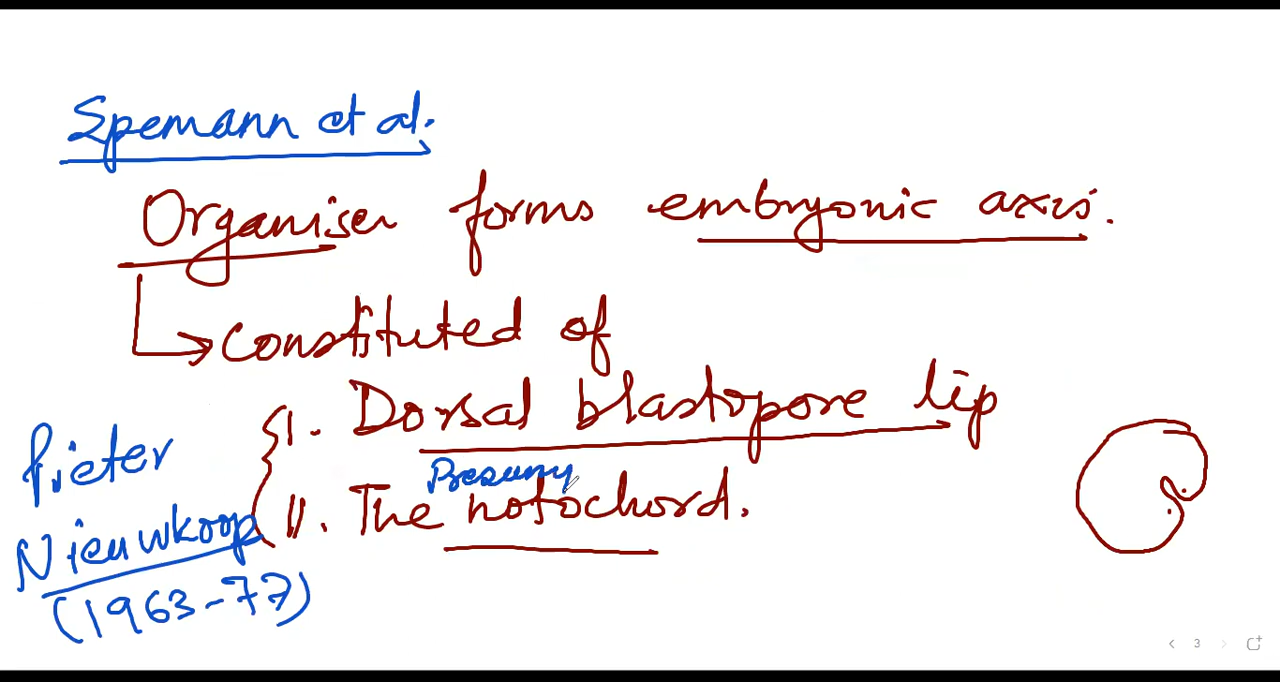 Spemann et al.
Organiser forms embryonic axis.
constituted of
I. Dorsal blastopore lip
Presump
II. The notochord.
Pieter
Nieuwkoop
(1963-77)
3